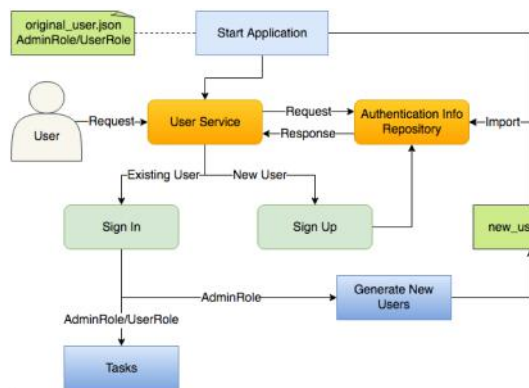 original_user.json
AdminRole/UserRole
Start Application
User
Request
User Service
Request
Response
Authentication Info
Repository
Import
Existing User
New User
Sign In
Sign Up
new_us
AdminRole
Generate New
Users
AdminRole/UserRole
Tasks